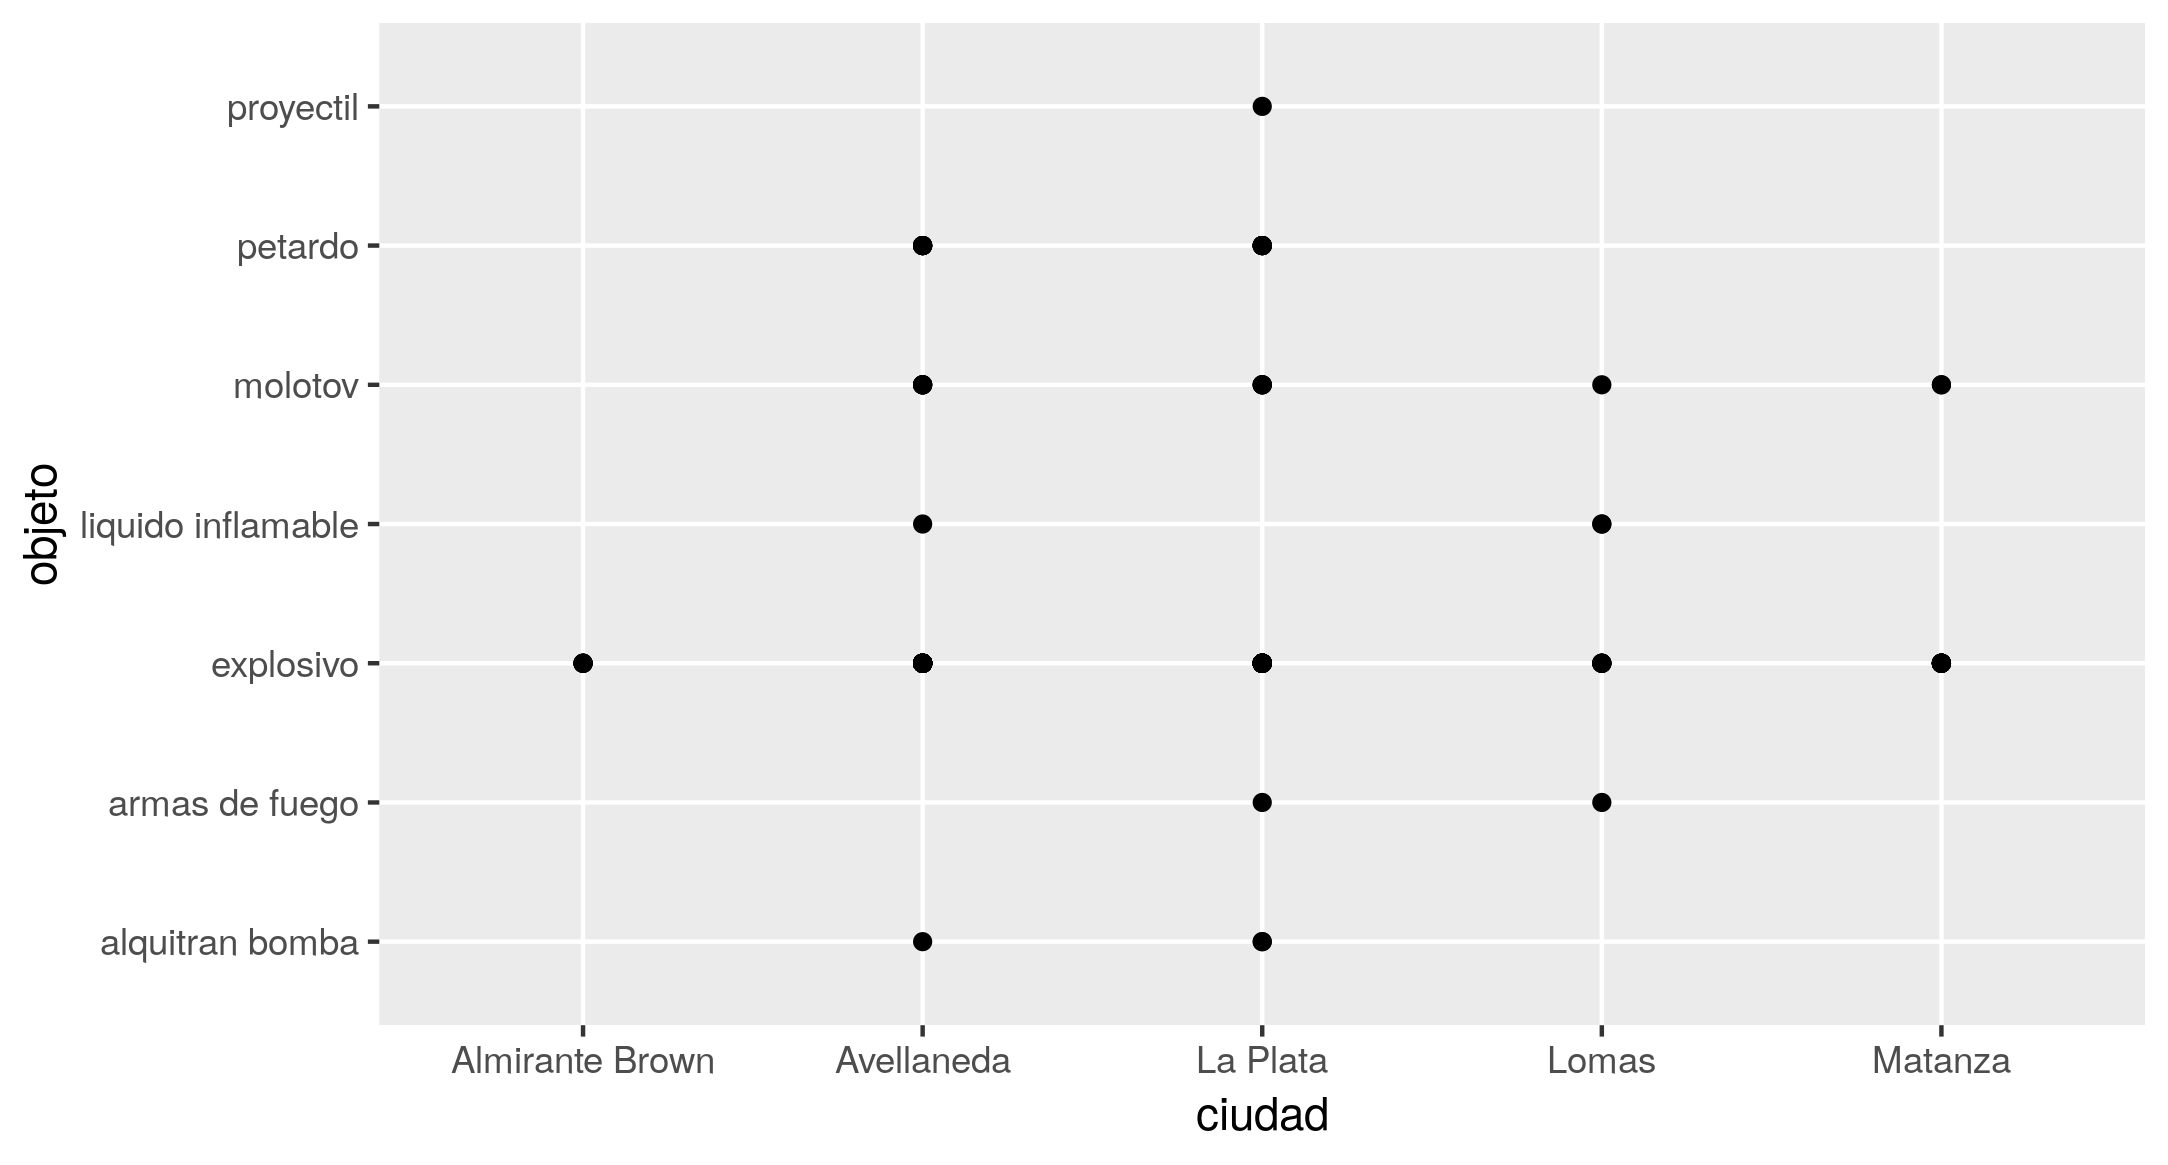 proyectil
petardo
molotov
liquido inflamable
explosivo
armas de fuego
alquitran bomba
objeto
Almirante Brown
Avellaneda
La Plata
Lomas
Matanza
ciudad